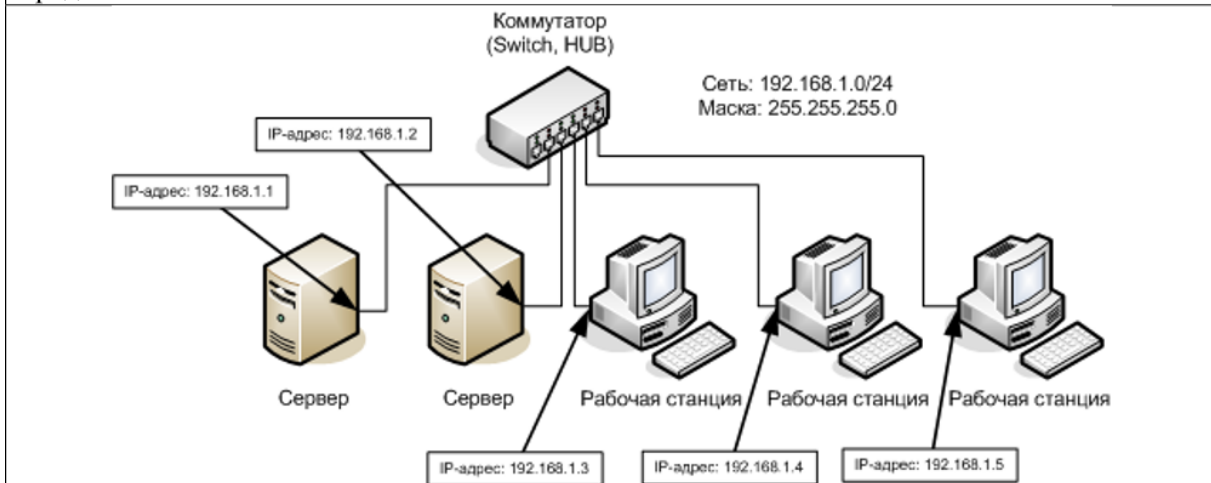 Коммутатор
(Switch, HUB)
Сеть: 192.168.1.0/24
Маска: 255.255.255.0
IP-адрес: 192.168.1.2
IP-адрес: 192.168.1.1
Сервер
Сервер
Рабочая станция
Рабочая станция
Рабочая станция
IP-адрес: 192.168.1.3
IP-адрес: 192.168.1.4
IP-адрес: 192.168.1.5